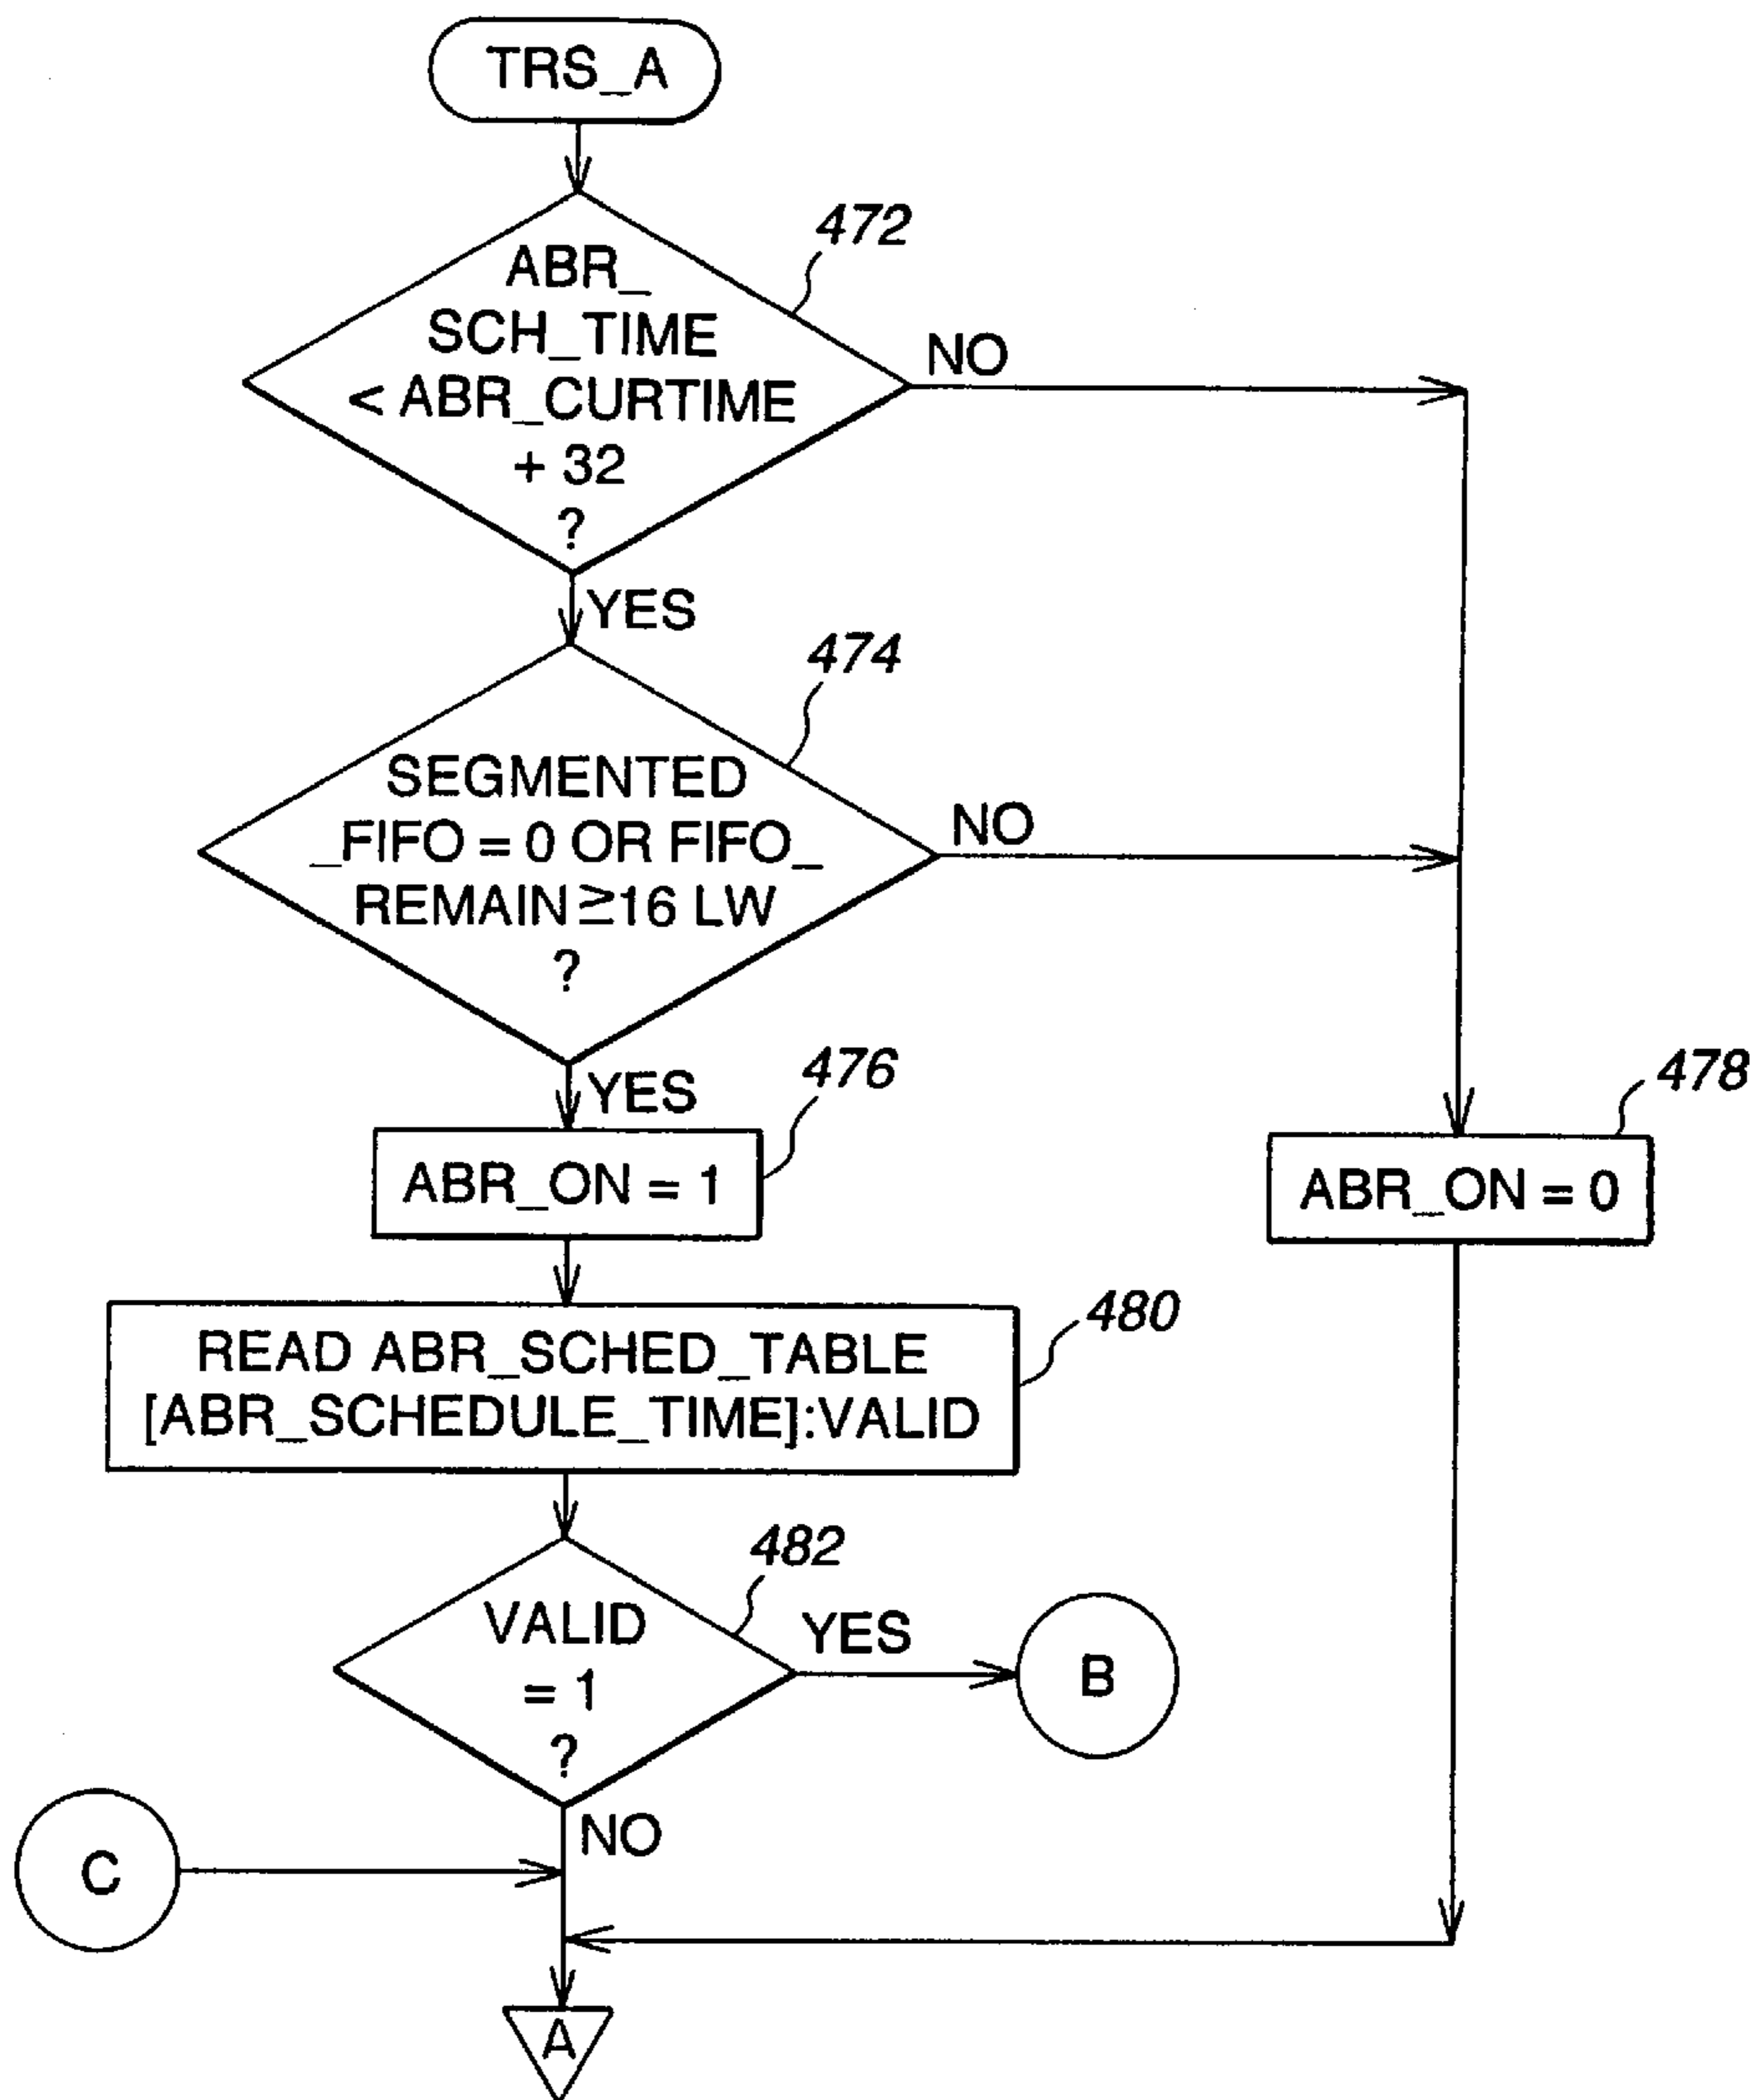 TRS_A
472
ABR_
SCH_TIME
< ABR_CURTIME
+ 32
?
NO
YES
474
SEGMENTED
_FIFO = 0 OR FIFO_
REMAIN ≧16 LW
?
NO
YES
476
478
ABR_ON = 1
ABR_ON = 0
480
READ ABR_SCHED_TABLE
[ABR_SCHEDULE_TIME]:VALID
482
VALID
= 1
?
YES
B
NO
C
A